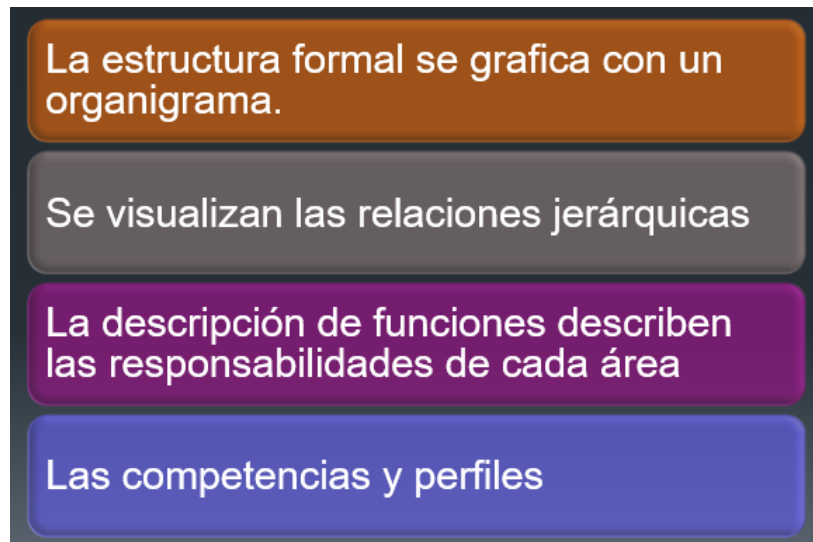 La estructura formal se grafica con un
organigrama.
Se visualizan las relaciones jerárquicas
La descripción de funciones describen
las responsabilidades de cada área
Las competencias y perfiles